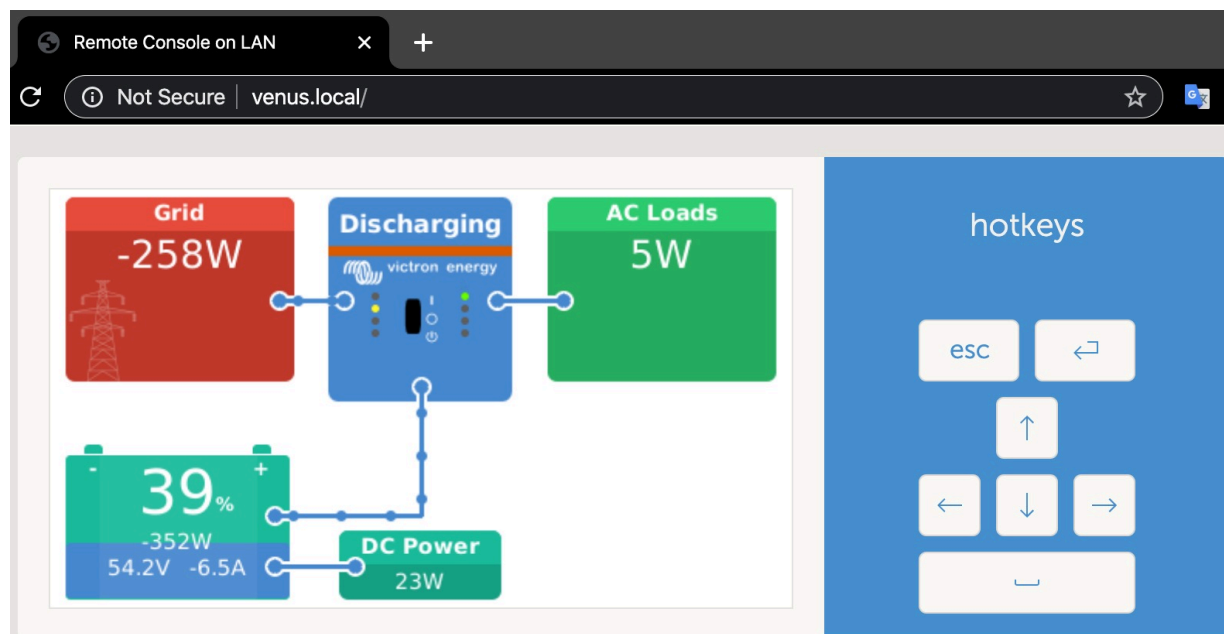 Remote Console on LAN
Not Secure venus.local/
Grid
-258W
Discharging
victron energy
AC Loads
5W
hotkeys
esc
- +
39%
-352W
54.2V -6.5A
DC Power
23W